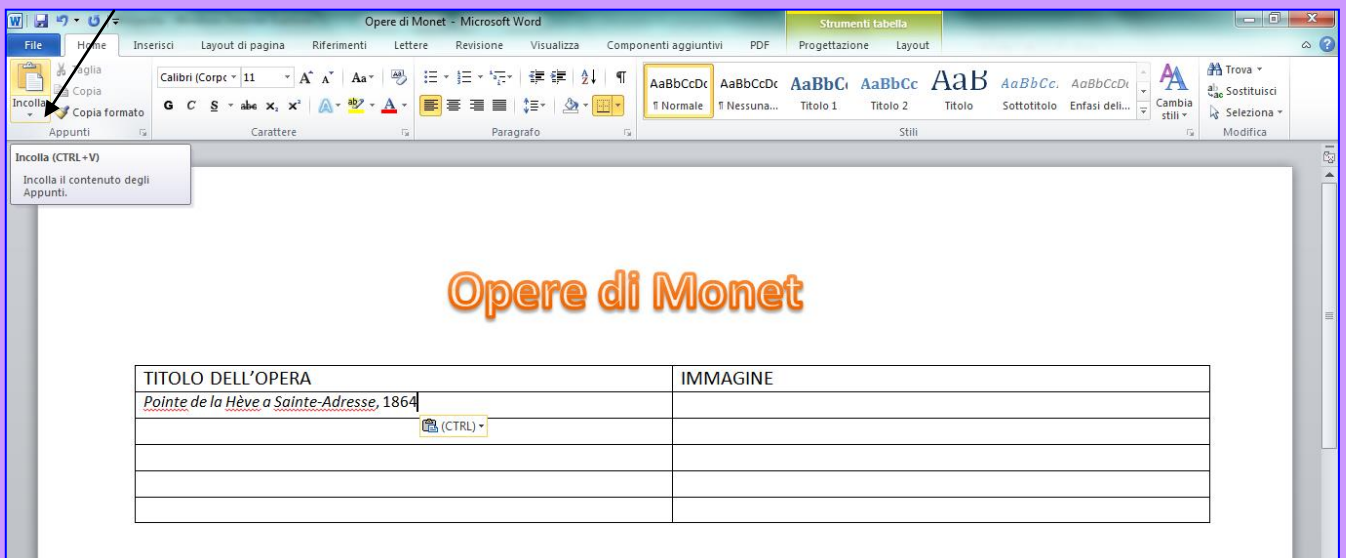 Opere di Monet - Microsoft Word
Strumenti tabella
File Home Inserisci Layout di pagina Riferimenti Lettere Revisione Visualizza Componenti aggiuntivi PDF Progettazione Layout
Incolla
Taglia
Copia
Copia formato
Appunti
Calibri (Corpc 11
G C S abc x, x²
Carattere
Paragrafo
AaBbCcDc AaBbCcDc AaBbC AaBbCc AaB AaBbCc. AaBbCcDc
¶ Normale ¶ Nessuna... Titolo 1 Titolo 2 Titolo Sottotitolo Enfasi deli...
Cambia
stili
Stili
Trova
Sostituisci
Seleziona
Modifica
Incolla (CTRL+V)
Incolla il contenuto degli
Appunti.
Opere di Monet
TITOLO DELL'OPERA IMMAGINE
Pointe de la Hève a Sainte-Adresse, 1864
(CTRL)